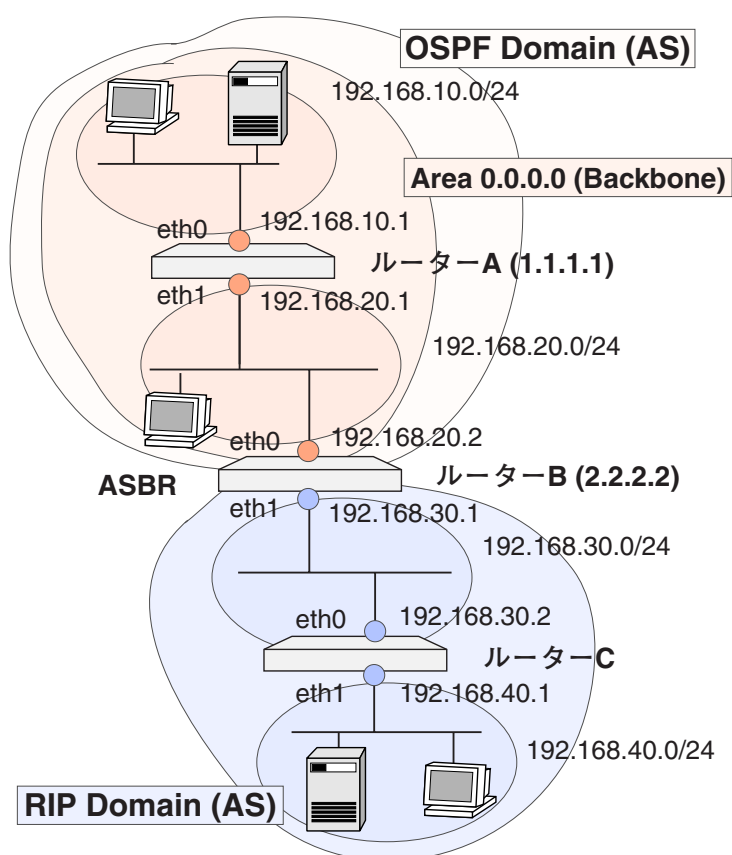 OSPF Domain (AS)
192.168.10.0/24
Area 0.0.0.0 (Backbone)
eth0
192.168.10.1
ルーターA (1.1.1.1)
eth1
192.168.20.1
192.168.20.0/24
eth0
192.168.20.2
ASBR
ルーターB (2.2.2.2)
eth1
192.168.30.1
192.168.30.0/24
eth0
192.168.30.2
ルーターC
eth1
192.168.40.1
192.168.40.0/24
RIP Domain (AS)